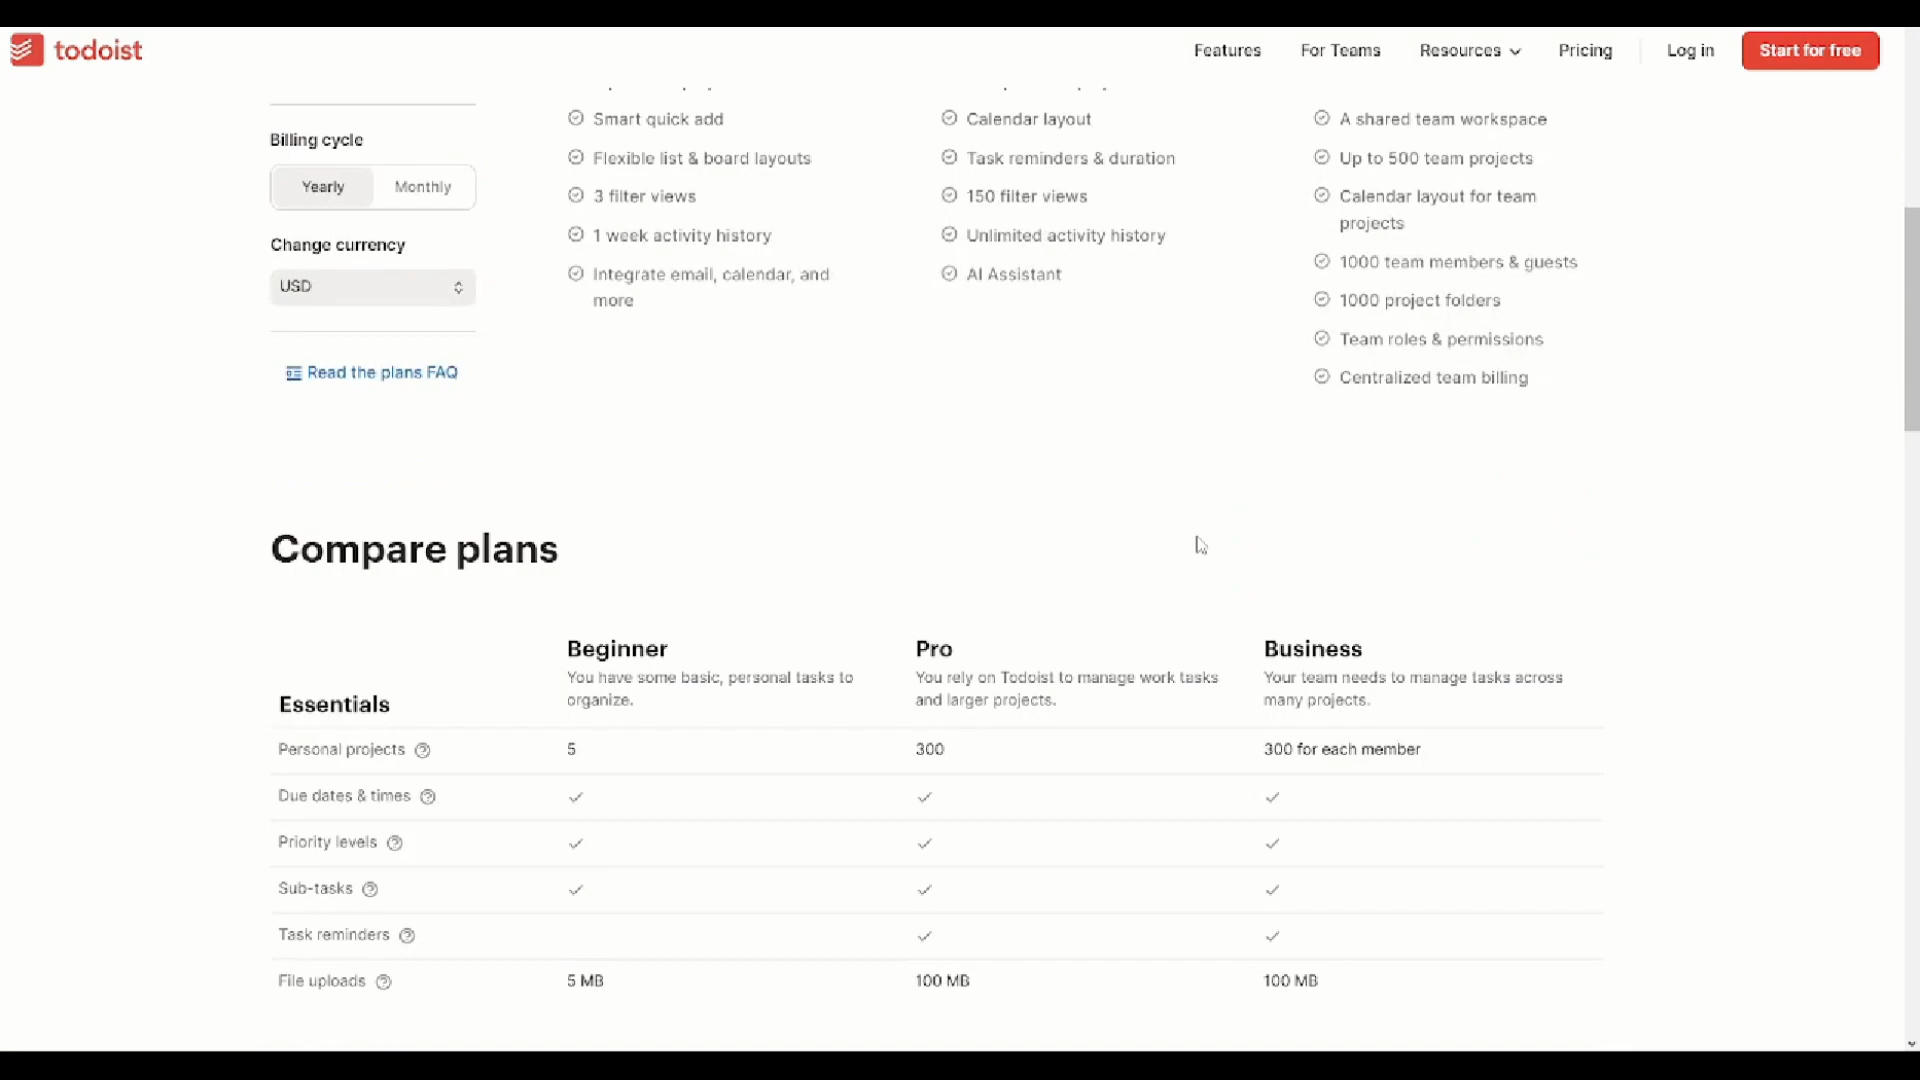 todoist
Features
For Teams
Resources
Pricing
Log in
Start for free
Billing cycle
Yearly
Monthly
Change currency
USD
Read the plans FAQ
Smart quick add
Flexible list & board layouts
3 filter views
1 week activity history
Integrate email, calendar, and
more
Calendar layout
Task reminders & duration
150 filter views
Unlimited activity history
AI Assistant
A shared team workspace
Up to 500 team projects
Calendar layout for team
projects
1000 team members & guests
1000 project folders
Team roles & permissions
Centralized team billing
Compare plans
Essentials
Beginner
You have some basic, personal tasks to
organize.
Pro
You rely on Todoist to manage work tasks
and larger projects.
Business
Your team needs to manage tasks across
many projects.
Personal projects
5
300
300 for each member
Due dates & times
Priority levels
Sub-tasks
Task reminders
File uploads
5 MB
100 MB
100 MB